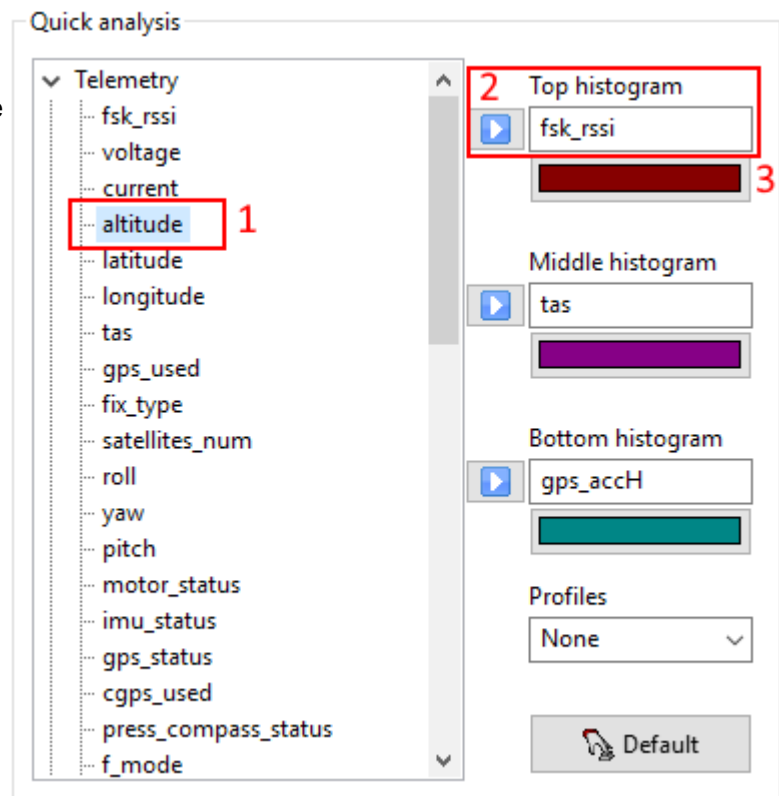 Quick analysis
e
Telemetry
fsk_rssi
voltage
current
altitude
1
latitude
longitude
tas
gps_used
fix_type
satellites_num
roll
yaw
pitch
motor_status
imu_status
gps_status
cgps_used
press_compass_status
f_mode
2
Top histogram
fsk_rssi
3
Middle histogram
tas
Bottom histogram
gps_accH
Profiles
None
Default